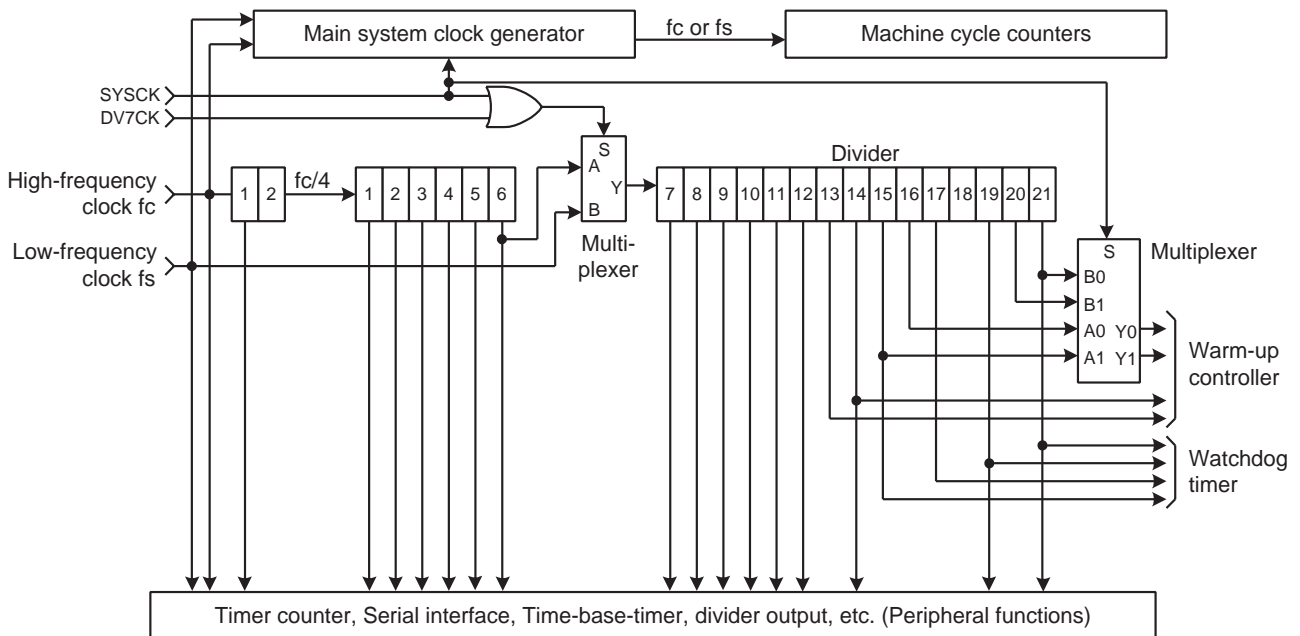 Main system clock generator
fc or fs
Machine cycle counters
SYSCK
DV7CK
High-frequency
clock fc
1 2
fc/4
1 2 3 4 5 6
S
A
Y
B
Multi-
plexer
Divider
7 8 9 10 11 12 13 14 15 16 17 18 19 20 21
Low-frequency
clock fs
S
B0
B1
A0 Y0
A1 Y1
Multiplexer
Warm-up
controller
Watchdog
timer
Timer counter, Serial interface, Time-base-timer, divider output, etc. (Peripheral functions)